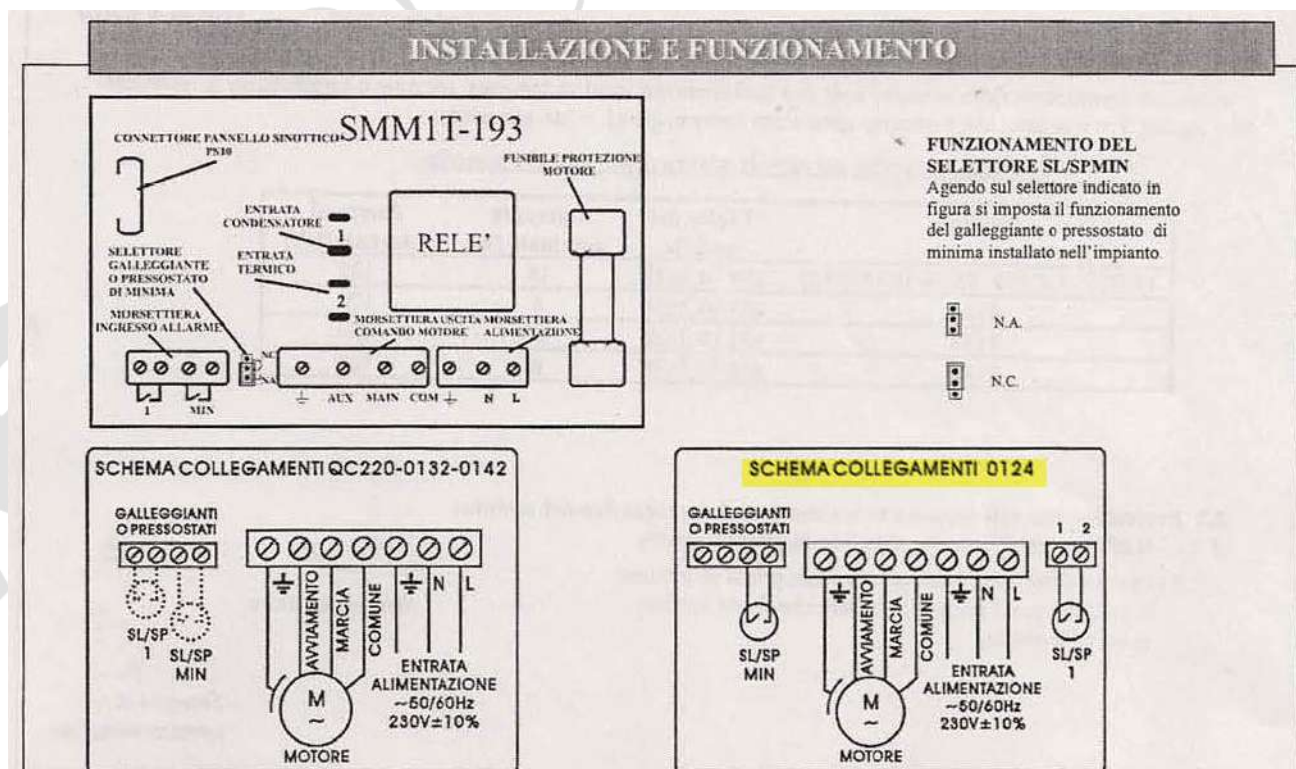 INSTALLAZIONE E FUNZIONAMENTO
SMM1T-193
CONNETTORE PANNELLO SINOTTICO
PS10
FUSIBILE PROTEZIONE
MOTORE
ENTRATA
CONDENSATORE
1
RELE'
SELETTORE
GALLEGGIANTE
O PRESSOSTATO
DI MINIMA
ENTRATA
TERMICO
2
MORSETTIERA
INGRESSO ALLARME
MORSETTIERA USCITA
COMANDO MOTORE
MORSETTIERA
ALIMENTAZIONE
NC
NA
1 MIN
AUX MAIN COM N L
FUNZIONAMENTO DEL
SELETTORE SL/SPMIN
Agendo sul selettore indicato in
figura si imposta il funzionamento
del galleggiante o pressostato di
minima installato nell'impianto.
N.A.
N.C.
SCHEMA COLLEGAMENTI QC220-0132-0142
GALLEGGIANTI
O PRESSOSTATI
SL/SP
1
SL/SP
MIN
AVVIAMENTO
MARCIA
COMUNE
N L
ENTRATA
ALIMENTAZIONE
~50/60Hz
230V±10%
M
~
MOTORE
SCHEMA COLLEGAMENTI 0124
GALLEGGIANTI
O PRESSOSTATI
1 2
SL/SP
MIN
AVVIAMENTO
MARCIA
COMUNE
N L
ENTRATA
ALIMENTAZIONE
~50/60Hz
230V±10%
SL/SP
1
M
~
MOTORE